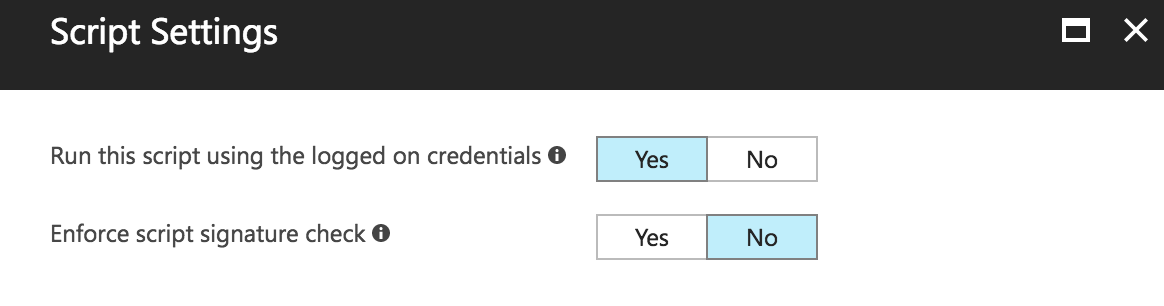 Script Settings
Run this script using the logged on credentials Yes No
Enforce script signature check Yes No